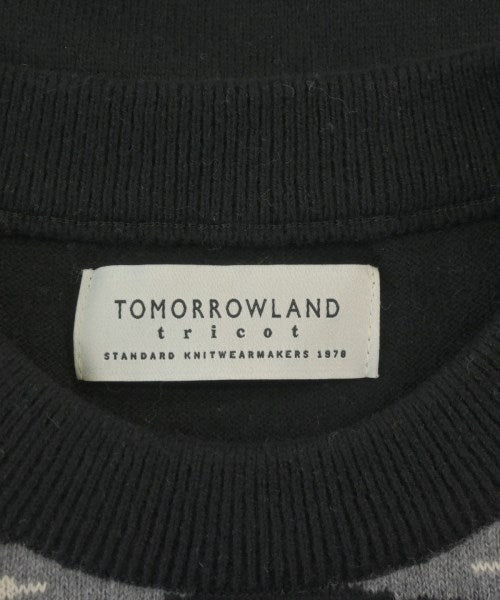 TOMORROWLAND
tricot
STANDARD KNITWEARMAKERS 1978